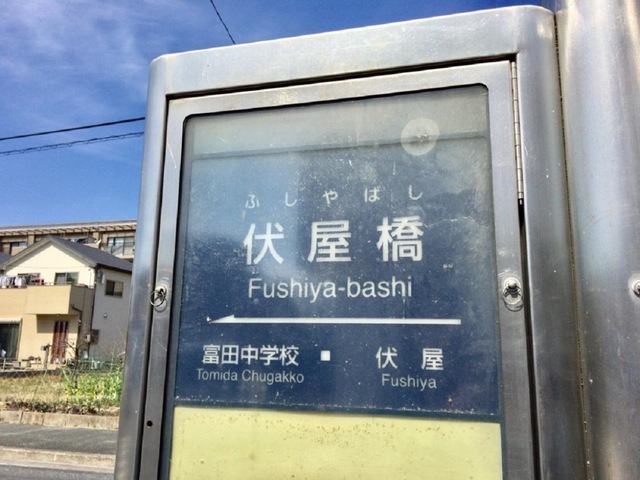 ふしやばし
伏屋橋
Fushiya-bashi
富田中学校 ■ 伏屋
Tomida Chugakko Fushiya